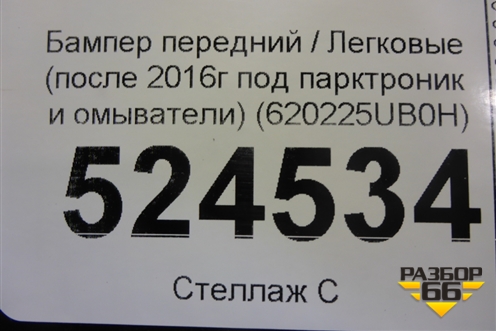 Бампер передний / Легковые
(после 2016г под парктроник
и омыватели) (620225UB0H)
524534
Стеллаж С
РАЗБОР
66